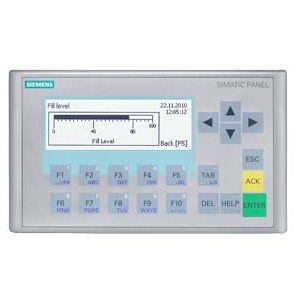 SIEMENS
SIMATIC PANEL
Fill level
22.11.2010
12:05:12
0 40 80 100
Fill Level
Back [F5]
ESC
F1 F2 F3 F4 F5 TAB
ABC DEF GHI JKL
ACK
F6 F7 F8 F9 F10 DEL HELP ENTER
MNO PQRS TUV WXYZ